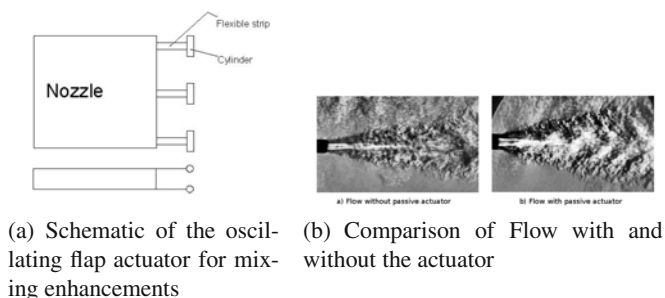 Flexible strip
Cylinder
Nozzle
a) Flow without passive actuator
b) Flow with passive actuator
(a) Schematic of the oscil-
lating flap actuator for mix-
ing enhancements
(b) Comparison of Flow with and
without the actuator